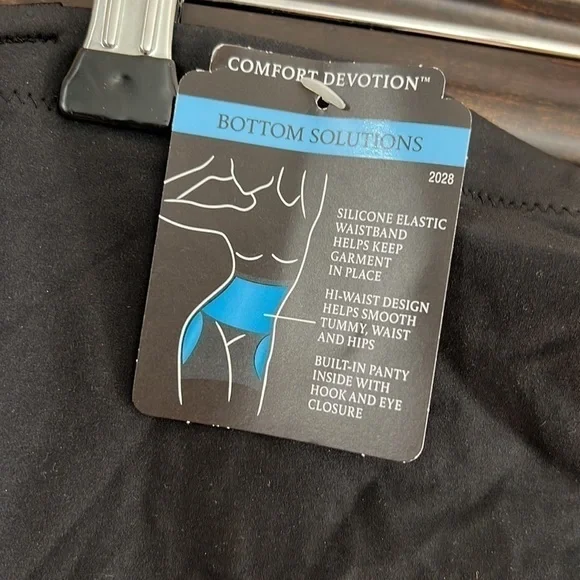 COMFORT DEVOTION™
BOTTOM SOLUTIONS
2028
SILICONE ELASTIC
WAISTBAND
HELPS KEEP
GARMENT
IN PLACE
HI-WAIST DESIGN
HELPS SMOOTH
TUMMY, WAIST
AND HIPS
BUILT-IN PANTY
INSIDE WITH
HOOK AND EYE
CLOSURE